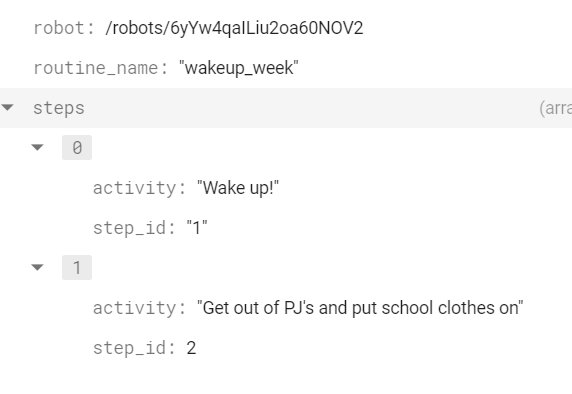 robot: /robots/6yYw4qaILiu2oa60NOV2
routine_name: "wakeup_week"
steps (arra
0
activity: "Wake up!"
step_id: "1"
1
activity: "Get out of PJ's and put school clothes on"
step_id: 2